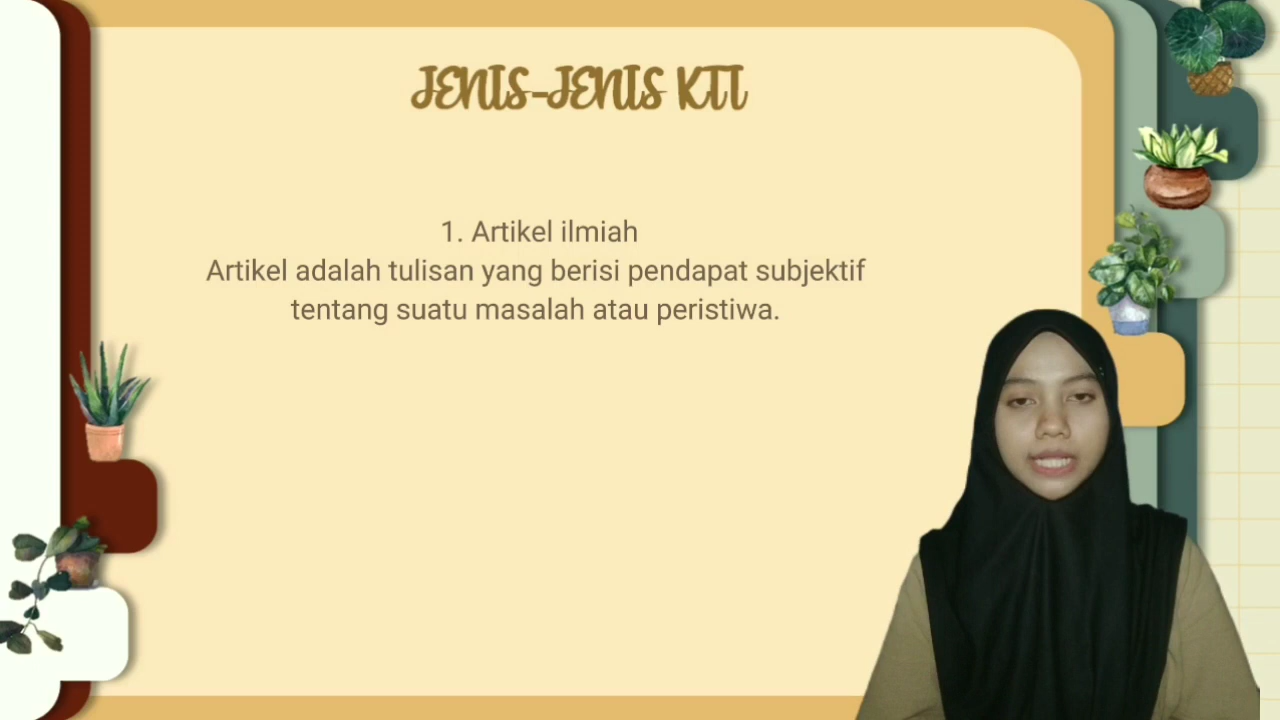 JENIS-JENIS KTI
1. Artikel ilmiah
Artikel adalah tulisan yang berisi pendapat subjektif
tentang suatu masalah atau peristiwa.